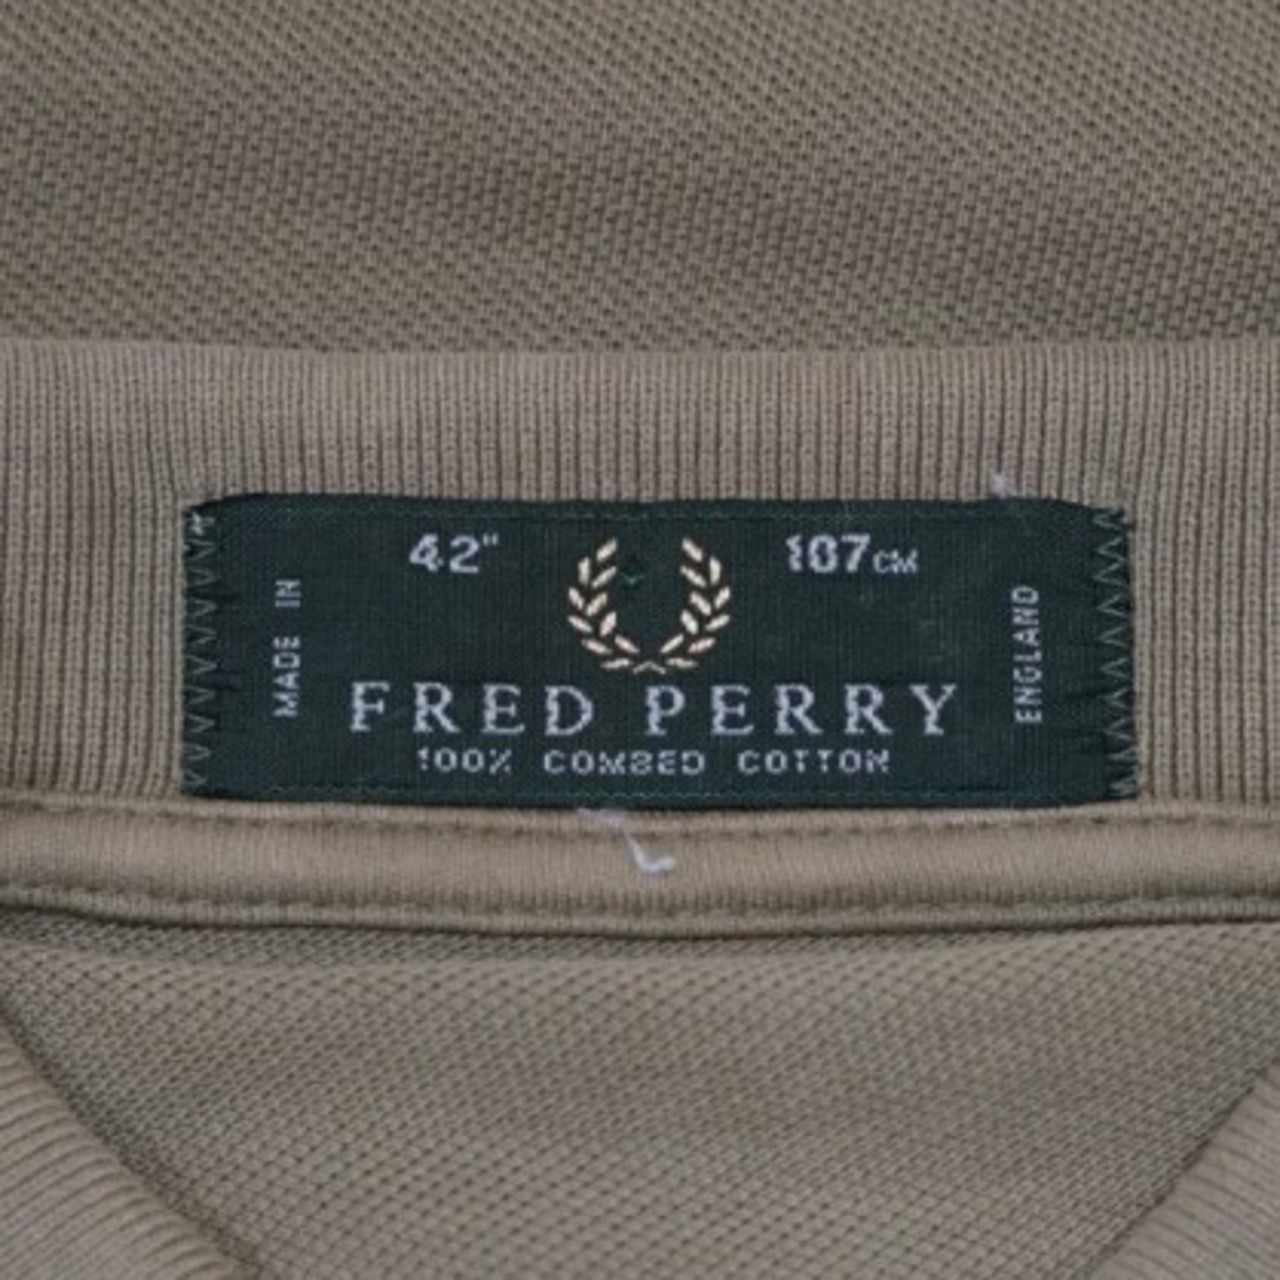 42" 107CM
MADE IN
ENGLAND
FRED PERRY
100% COMBED COTTON